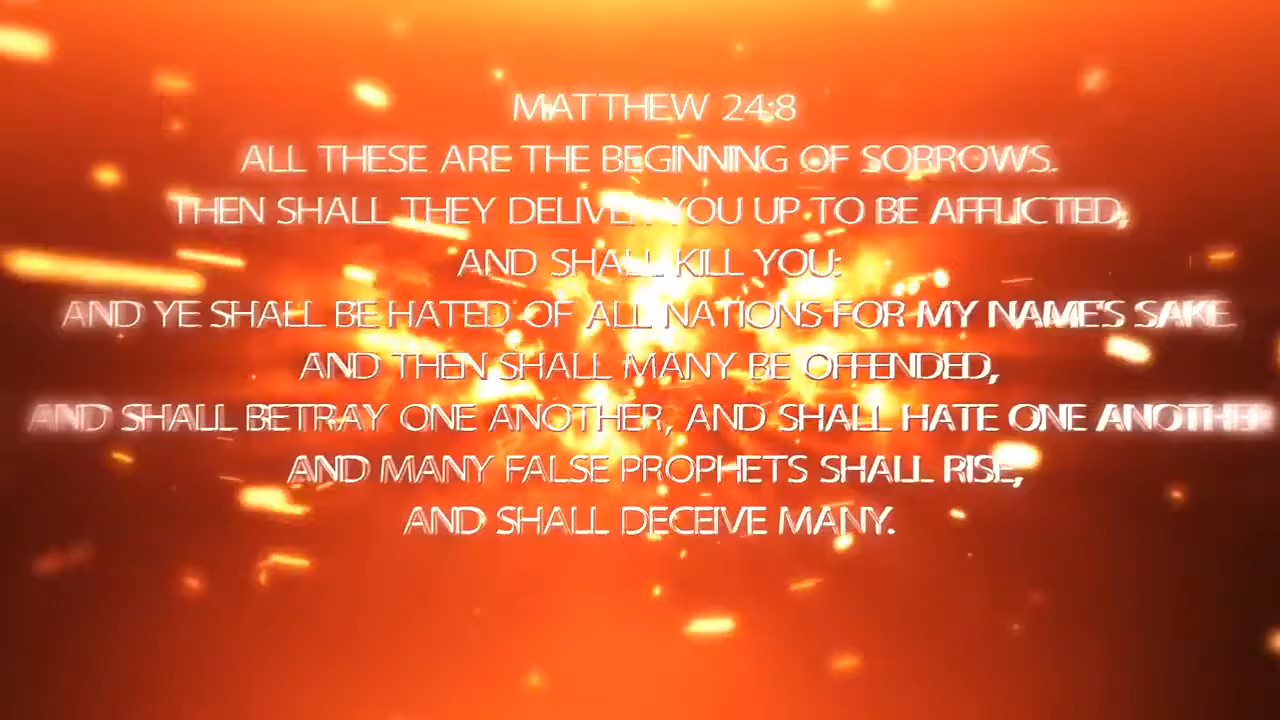 MATTHEW 24:8
ALL THESE ARE THE BEGINNING OF SORROWS.
THEN SHALL THEY DELIVER YOU UP TO BE AFFLICTED,
AND SHALL KILL YOU:
AND YE SHALL BE HATED OF ALL NATIONS FOR MY NAME'S SAKE.
AND THEN SHALL MANY BE OFFENDED,
AND SHALL BETRAY ONE ANOTHER, AND SHALL HATE ONE ANOTHER
AND MANY FALSE PROPHETS SHALL RISE,
AND SHALL DECEIVE MANY.